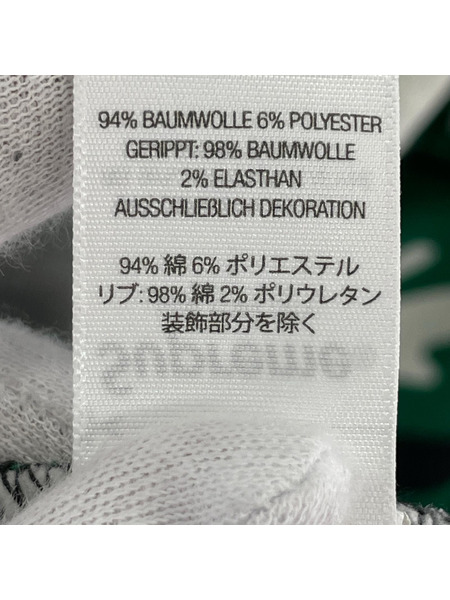 94% BAUMWOLLE 6% POLYESTER
GERIPPT: 98% BAUMWOLLE
2% ELASTHAN
AUSSCHLIEßLICH DEKORATION
94% 綿 6% ポリエステル
リブ: 98% 綿 2% ポリウレタン
装飾部分を除く
Supreme